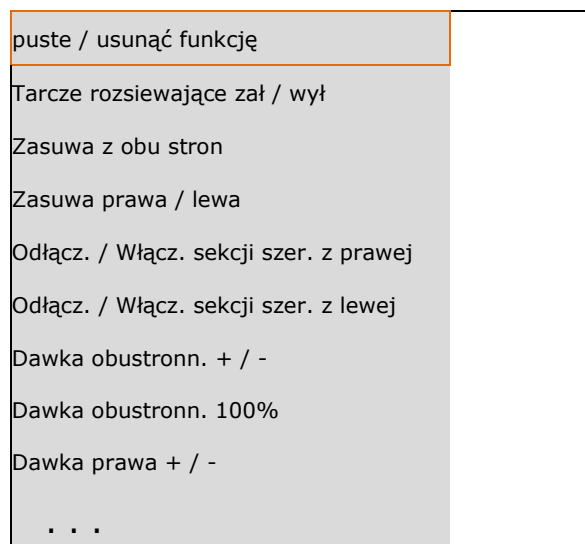 puste / usunąć funkcję
Tarcze rozsiewające zał / wył
Zasuwa z obu stron
Zasuwa prawa / lewa
Odłącz. / Włącz. sekcji szer. z prawej
Odłącz. / Włącz. sekcji szer. z lewej
Dawka obustronn. + / -
Dawka obustronn. 100%
Dawka prawa + / -
. . .